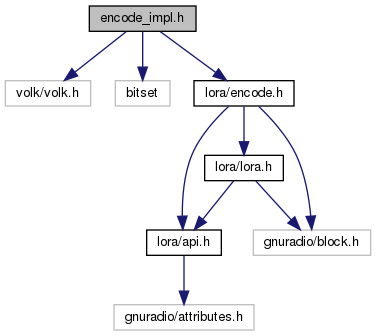 encode_impl.h
volk/volk.h
bitset
lora/encode.h
lora/lora.h
lora/api.h
gnuradio/block.h
gnuradio/attributes.h